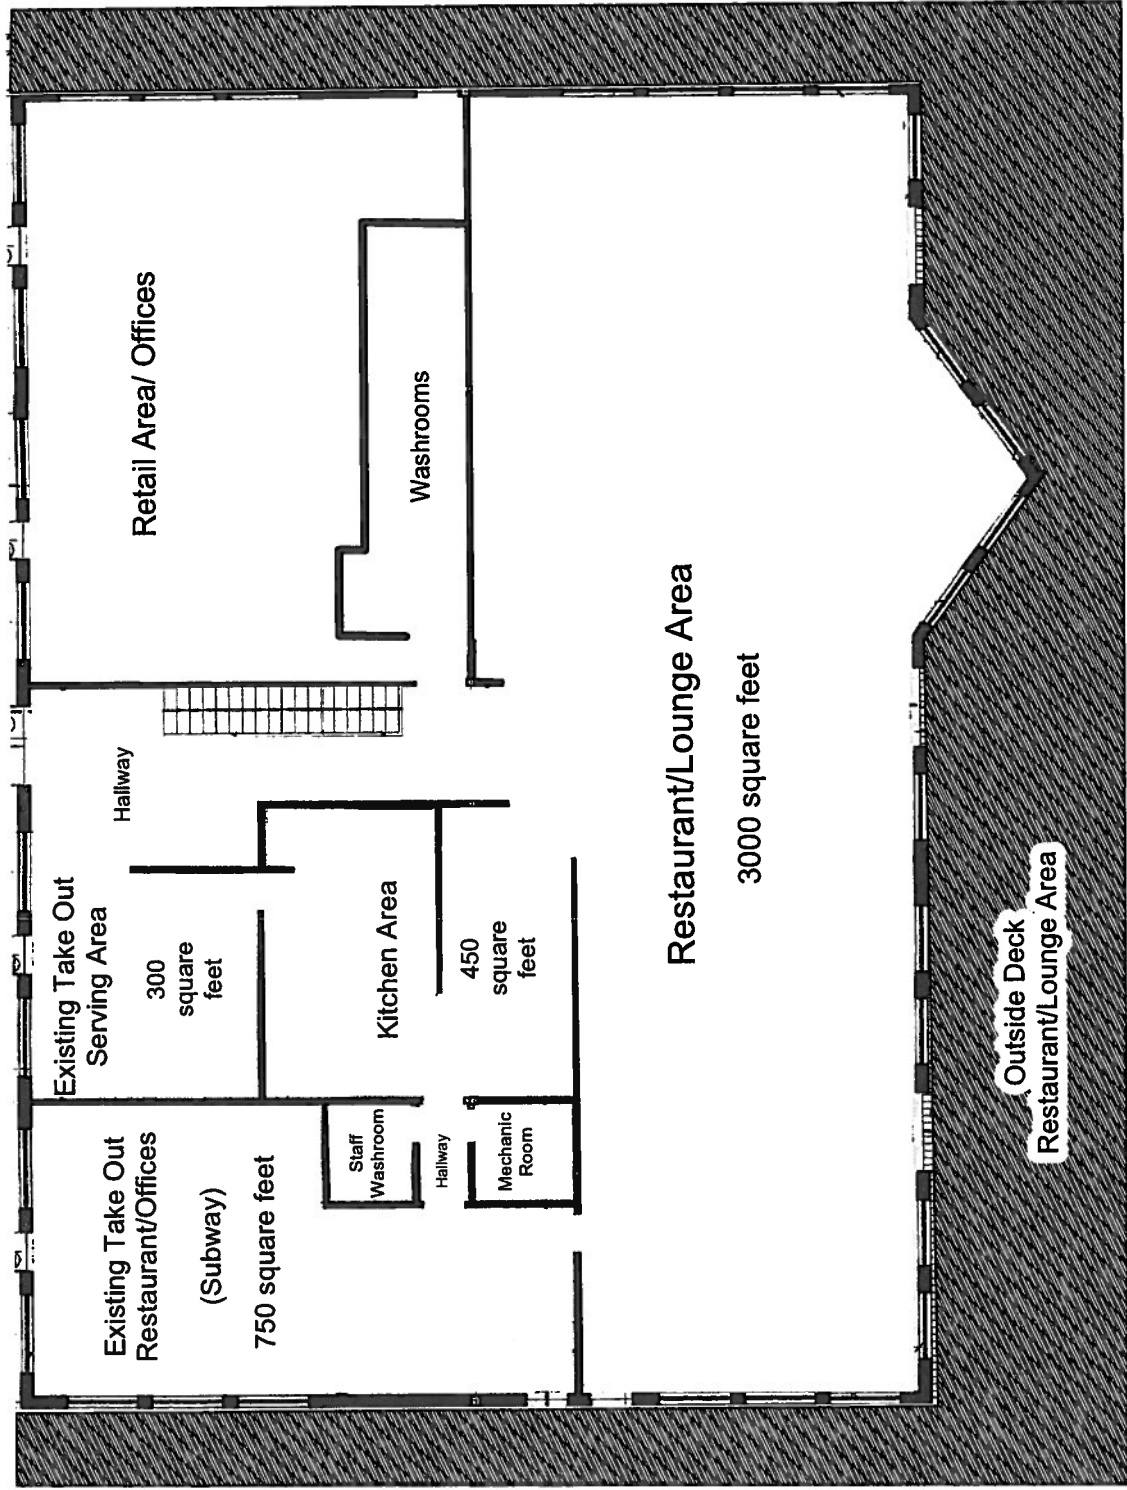 Existing Take Out
Restaurant/Offices
(Subway)
750 square feet
Existing Take Out
Serving Area
300
square
feet
Hallway
Retail Area/ Offices
Staff
Washroom
Hallway
Mechanic
Room
Kitchen Area
450
square
feet
Washrooms
Restaurant/Lounge Area
3000 square feet
Outside Deck
Restaurant/Lounge Area